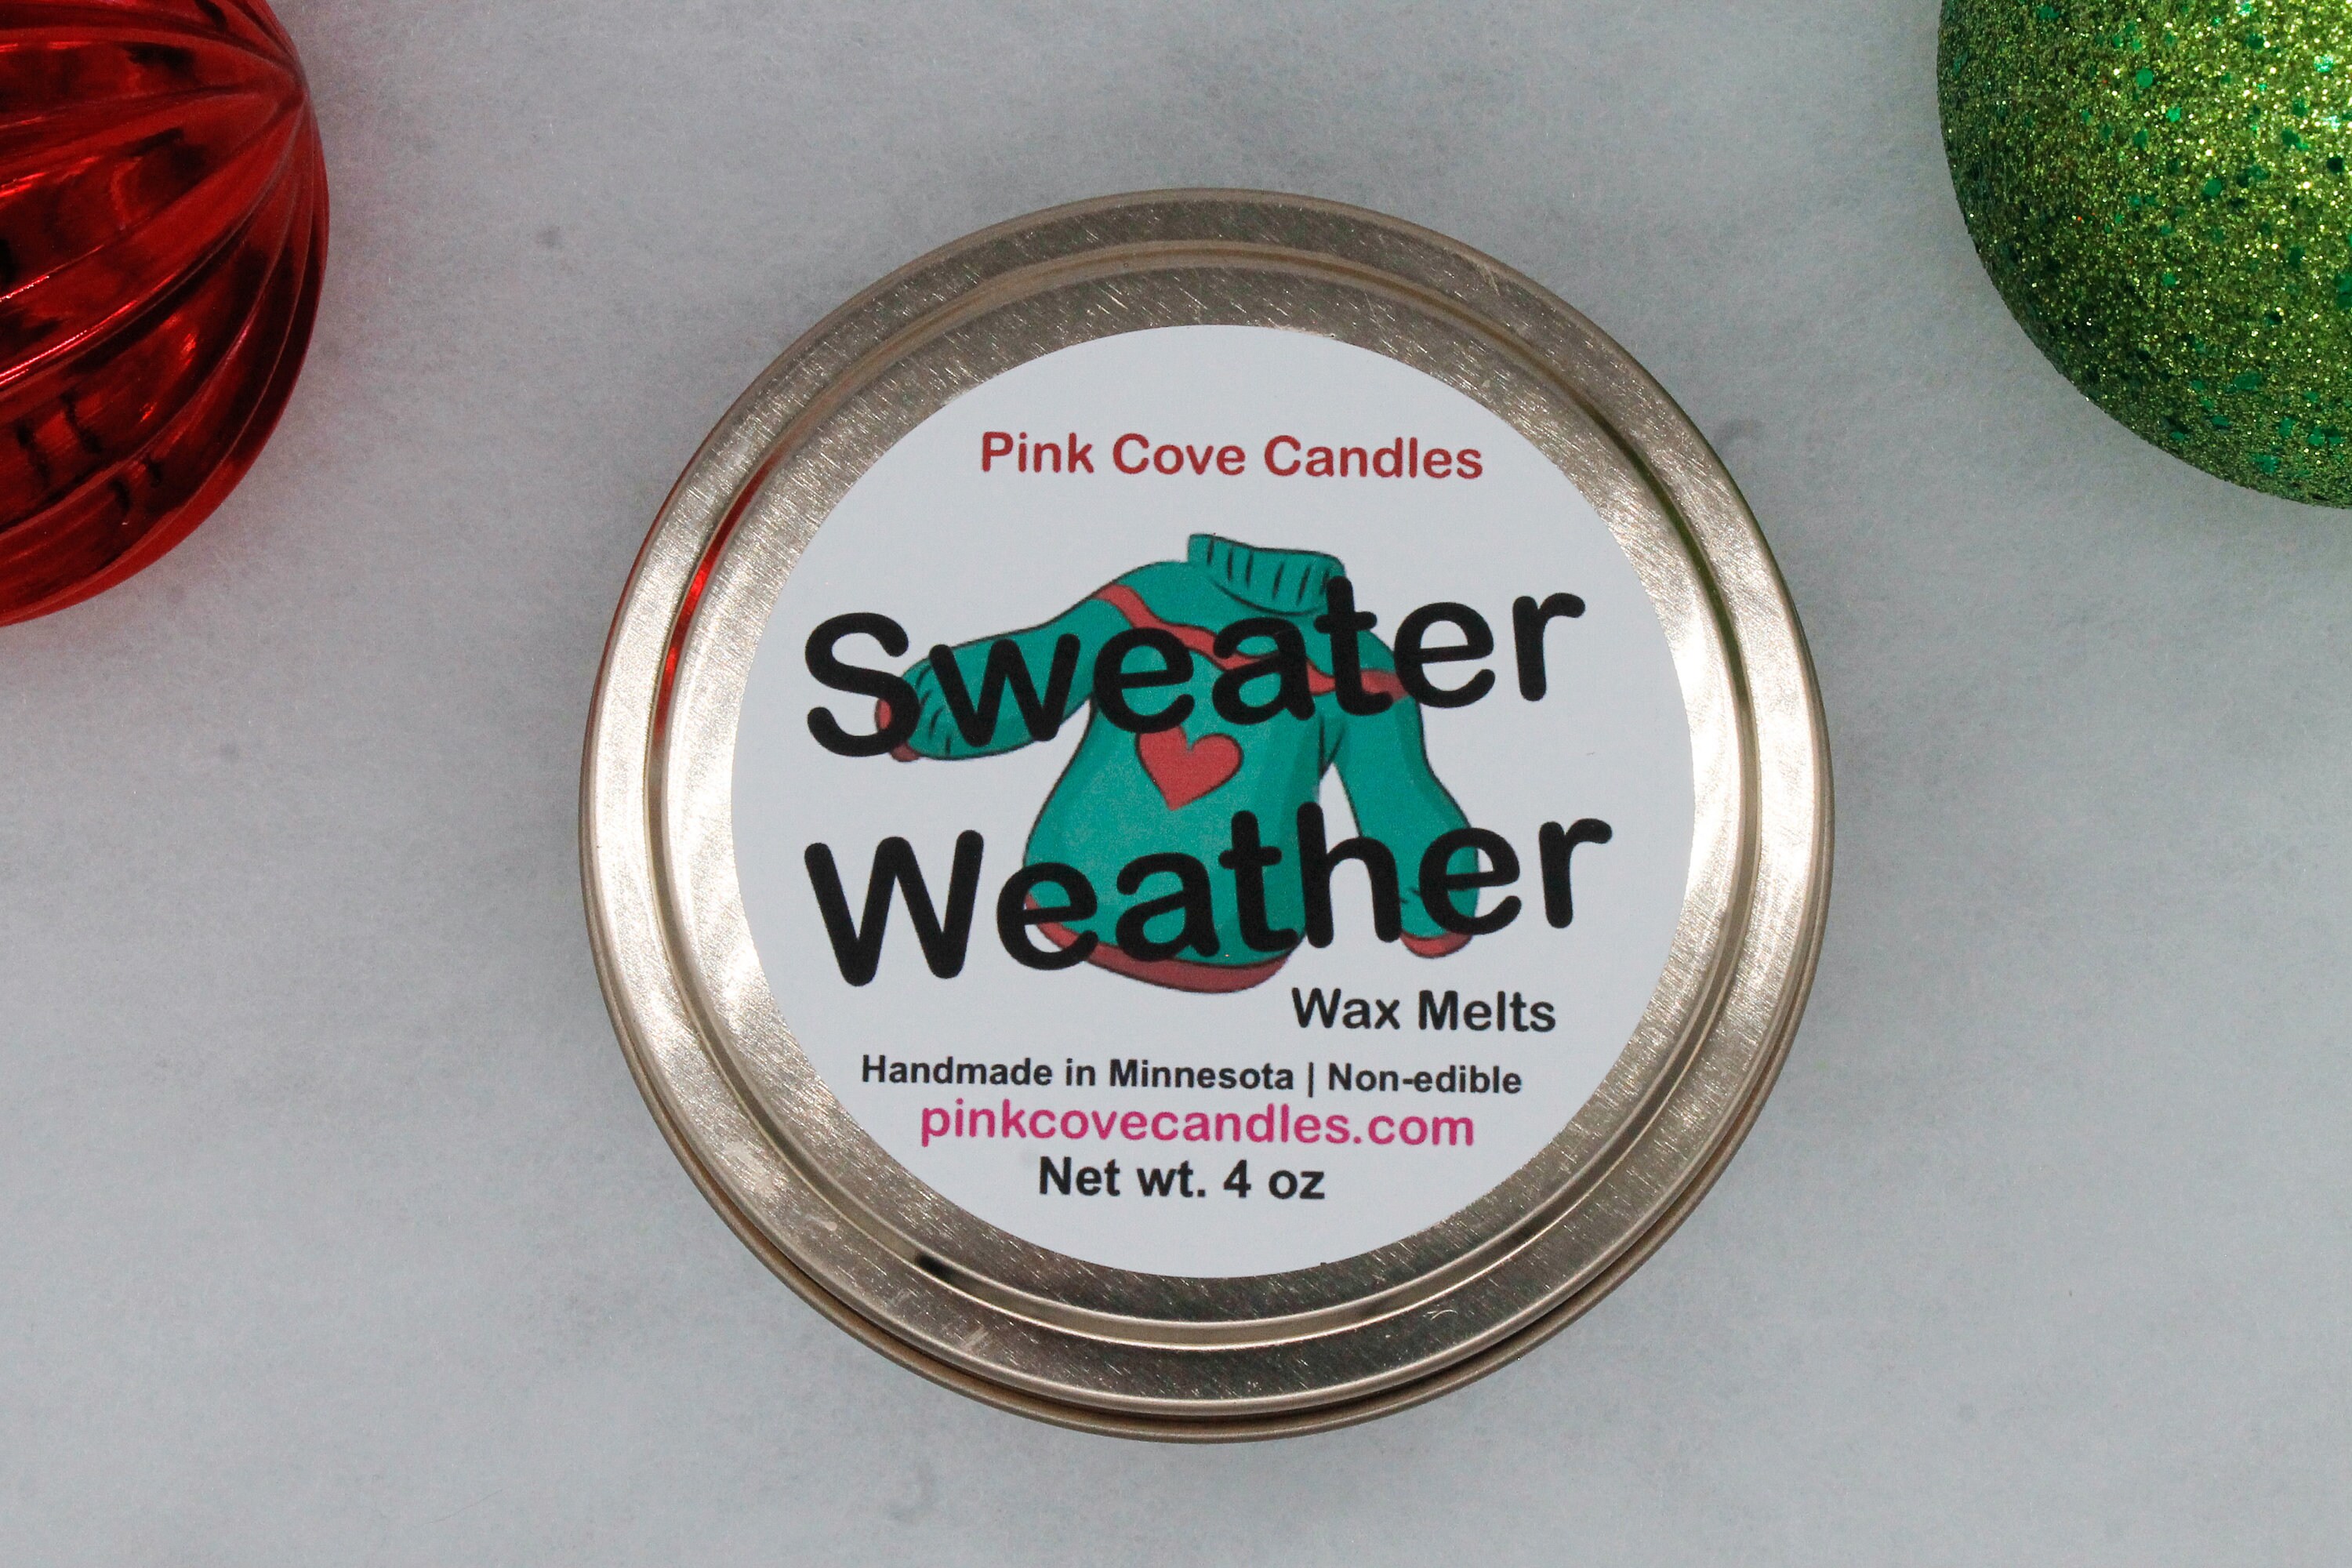 Pink Cove Candles
Sweater
Weather
Wax Melts
Handmade in Minnesota | Non-edible
pinkcovecandles.com
Net wt. 4 oz